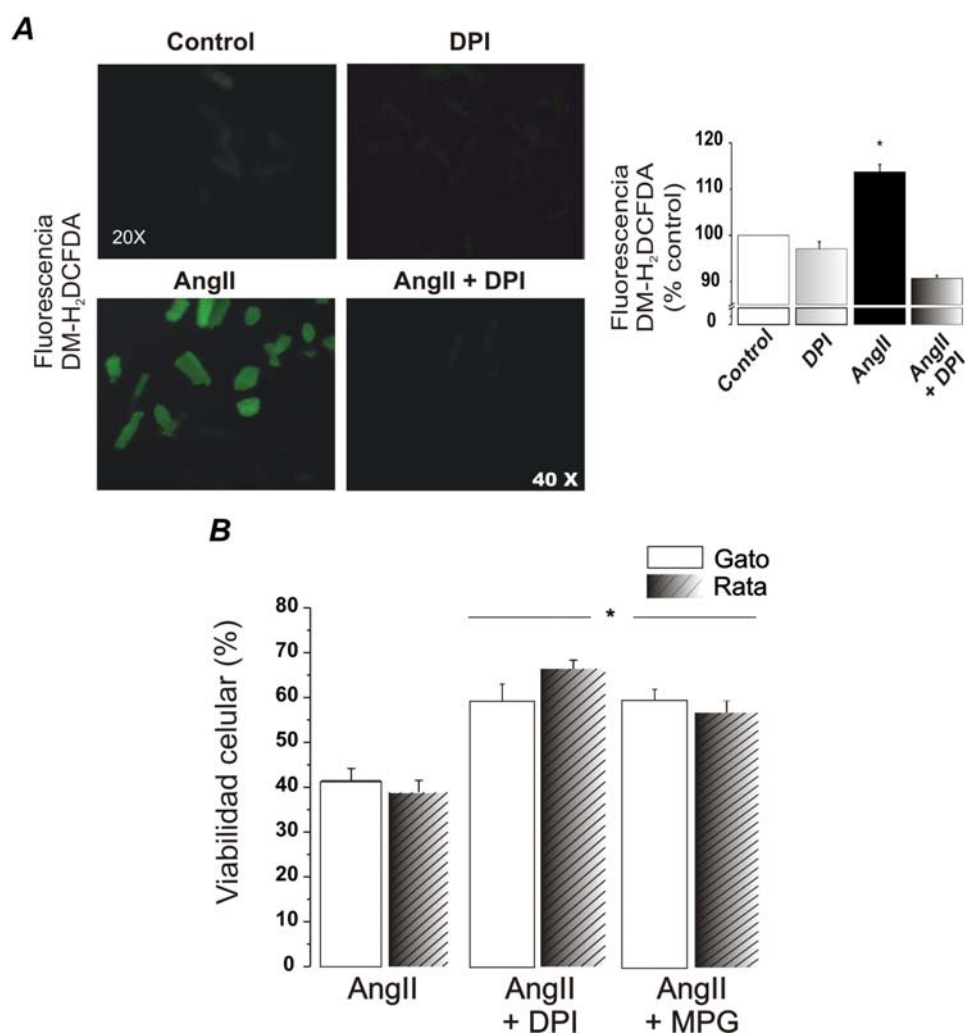 A
Control
DPI
Fluorescencia
DM-H₂DCFDA
20X
AngII
AngII + DPI
40 X
Fluorescencia
DM-H₂DCFDA
(% control)
120
110
100
90
0
*
Control
DPI
AngII
AngII
+ DPI
B
Gato
Rata
Viabilidad celular (%)
80
70
60
50
40
30
20
10
0
*
AngII
AngII
+ DPI
AngII
+ MPG